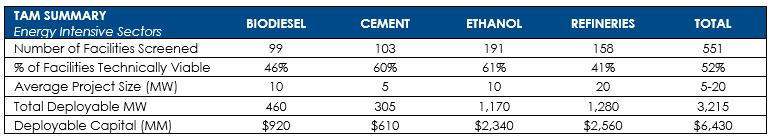 TAM SUMMARY
Energy Intensive Sectors BIODIESEL CEMENT ETHANOL REFINERIES TOTAL
Number of Facilities Screened 99 103 191 158 551
% of Facilities Technically Viable 46% 60% 61% 41% 52%
Average Project Size (MW) 10 5 10 20 5-20
Total Deployable MW 460 305 1,170 1,280 3,215
Deployable Capital (MM) $920 $610 $2,340 $2,560 $6,430